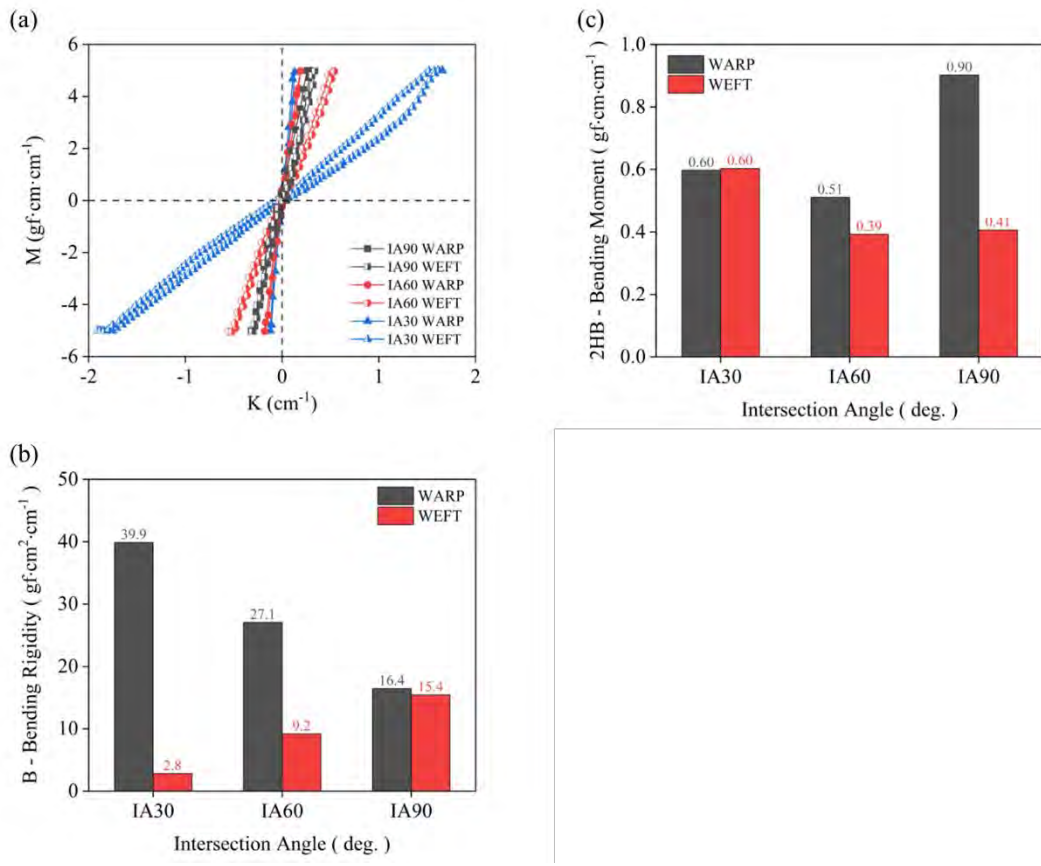 (a)
6
4
2
0
-2
-4
-6
M (gf·cm·cm⁻¹)
-2
-1
0
1
2
K (cm⁻¹)
IA90 WARP
IA90 WEFT
IA60 WARP
IA60 WEFT
IA30 WARP
IA30 WEFT
(c)
1.0
0.8
0.6
0.4
0.2
0.0
2HB - Bending Moment ( gf·cm·cm⁻¹)
WARP
WEFT
0.60
0.60
0.51
0.39
0.90
0.41
IA30
IA60
IA90
Intersection Angle ( deg. )
(b)
50
40
30
20
10
0
B - Bending Rigidity ( gf·cm²·cm⁻¹ )
WARP
WEFT
39.9
2.8
27.1
9.2
16.4
15.4
IA30
IA60
IA90
Intersection Angle ( deg. )